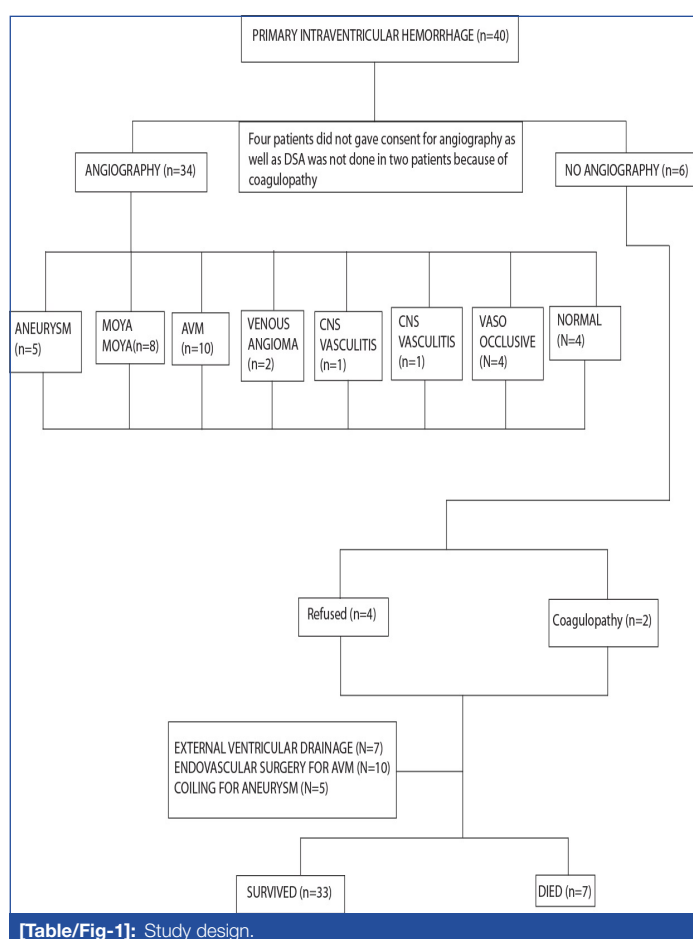 PRIMARY INTRAVENTRICULAR HEMORRHAGE (n=40)
Four patients did not gave consent for angiography as
well as DSA was not done in two patients because of
coagulopathy
ANGIOGRAPHY (n=34)
NO ANGIOGRAPHY (n=6)
ANEURYSM
(n=5)
MOYA
MOYA(n=8)
AVM
(n=10)
VENOUS
ANGIOMA
(n=2)
CNS
VASCULITIS
(n=1)
CNS
VASCULITIS
(n=1)
VASO
OCCLUSIVE
(N=4)
NORMAL
(N=4)
Refused (n=4)
Coagulopathy (n=2)
EXTERNAL VENTRICULAR DRAINAGE (N=7)
ENDOVASCULAR SURGERY FOR AVM (N=10)
COILING FOR ANEURYSM (N=5)
SURVIVED (n=33)
DIED (n=7)
[Table/Fig-1]: Study design.